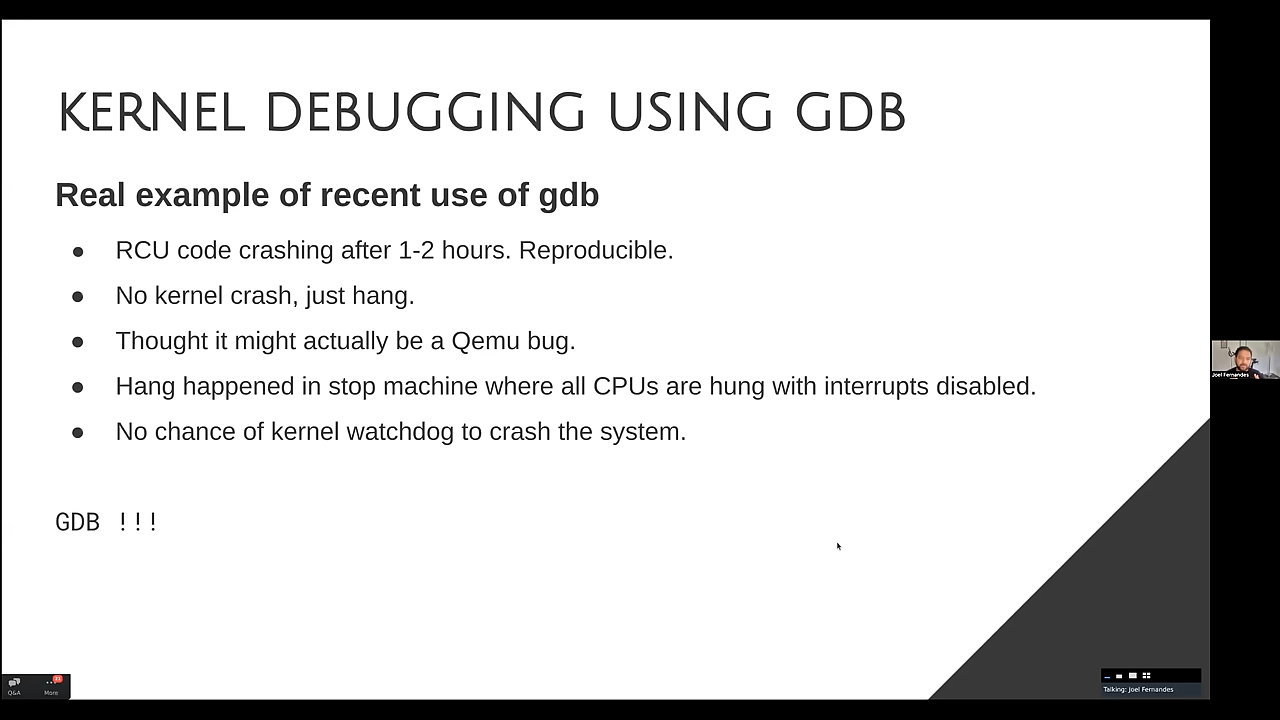 KERNEL DEBUGGING USING GDB
Real example of recent use of gdb
● RCU code crashing after 1-2 hours. Reproducible.
● No kernel crash, just hang.
● Thought it might actually be a Qemu bug.
● Hang happened in stop machine where all CPUs are hung with interrupts disabled.
● No chance of kernel watchdog to crash the system.
GDB !!!
Joel Fernandes
Q&A
More
Talking: Joel Fernandes